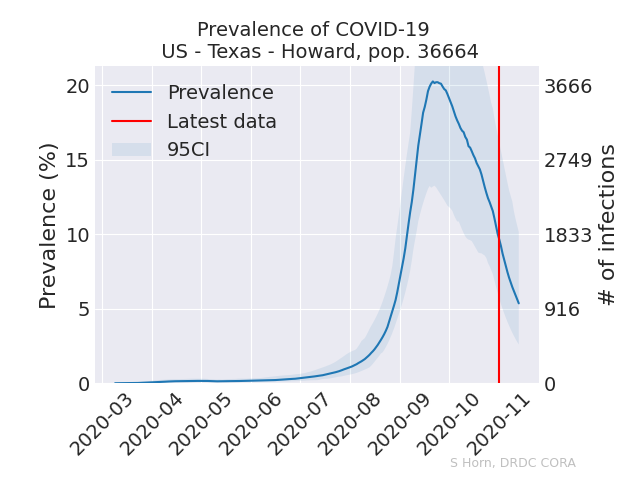 Prevalence of COVID-19
US - Texas - Howard, pop. 36664
Prevalence
Latest data
95CI
Prevalence (%)
20
15
10
5
0
3666
2749
1833
916
0
# of infections
2020-03
2020-04
2020-05
2020-06
2020-07
2020-08
2020-09
2020-10
2020-11
S Horn, DRDC CORA